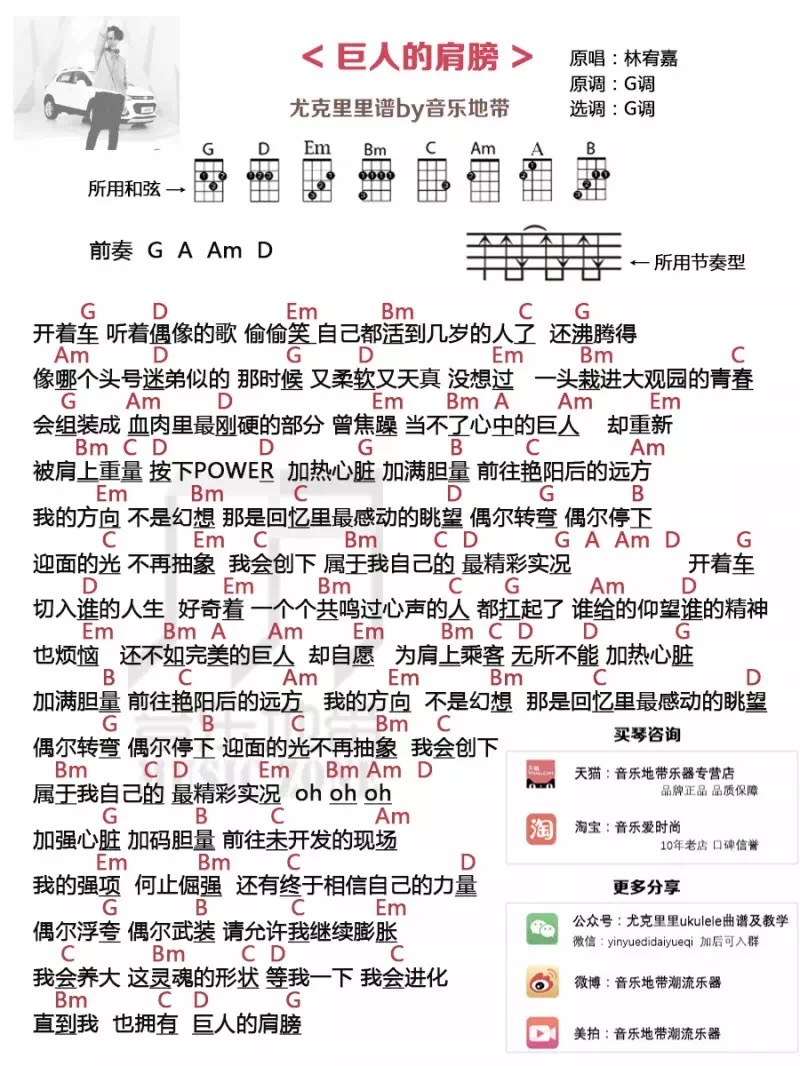 < 巨人的肩膀 >
原唱：林宥嘉
尤克里里谱by音乐地带
原调：G调
选调：G调
G D Em Bm C Am A B
所用和弦→
前奏 G A Am D
←所用节奏型
G D Em Bm C G
开着车 听着偶像的歌 偷偷笑 自己都活到几岁的人了 还沸腾得
Am D G D Em Bm C
像哪个头号迷弟似的 那时候 又柔软又天真 没想过 一头栽进大观园的青春
G Am D Em Bm A Am Em
会组装成 血肉里最刚硬的部分 曾焦躁 当不了心中的巨人 却重新
Bm C D D G B C Am
被肩上重量 按下POWER 加热心脏 加满胆量 前往艳阳后的远方
Em Bm C D G B
我的方向 不是幻想 那是回忆里最感动的眺望 偶尔转弯 偶尔停下
C Em C Bm C D G A Am D G
迎面的光 不再抽象 我会创下 属于我自己的 最精彩实况 开着车
D Em Bm C G Am D
切入谁的人生 好奇着 一个个共鸣过心声的人 都扛起了 谁给的仰望谁的精神
Em Bm A Am Em Bm C D D G
也烦恼 还不如完美的巨人 却自愿 为肩上乘客 无所不能 加热心脏
B C Am Em Bm C D
加满胆量 前往艳阳后的远方 我的方向 不是幻想 那是回忆里最感动的眺望
G B C Bm C
偶尔转弯 偶尔停下 迎面的光不再抽象 我会创下
Bm C D Em Bm Am D
属于我自己的 最精彩实况 oh oh oh
G B C Am
加强心脏 加码胆量 前往未开发的现场
Em Bm C D
我的强项 何止倔强 还有终于相信自己的力量
G B C Em
偶尔浮夸 偶尔武装 请允许我继续膨胀
C Bm C D C
我会养大 这灵魂的形状 等我一下 我会进化
Bm C D G
直到我 也拥有 巨人的肩膀
买琴咨询
天猫：音乐地带乐器专营店
品牌正品 品质保障
淘宝：音乐爱时尚
10年老店 口碑信誉
更多分享
公众号：尤克里里ukulele曲谱及教学
微信：yinyuedidaiyueqi 加后可入群
微博：音乐地带潮流乐器
美拍：音乐地带潮流乐器